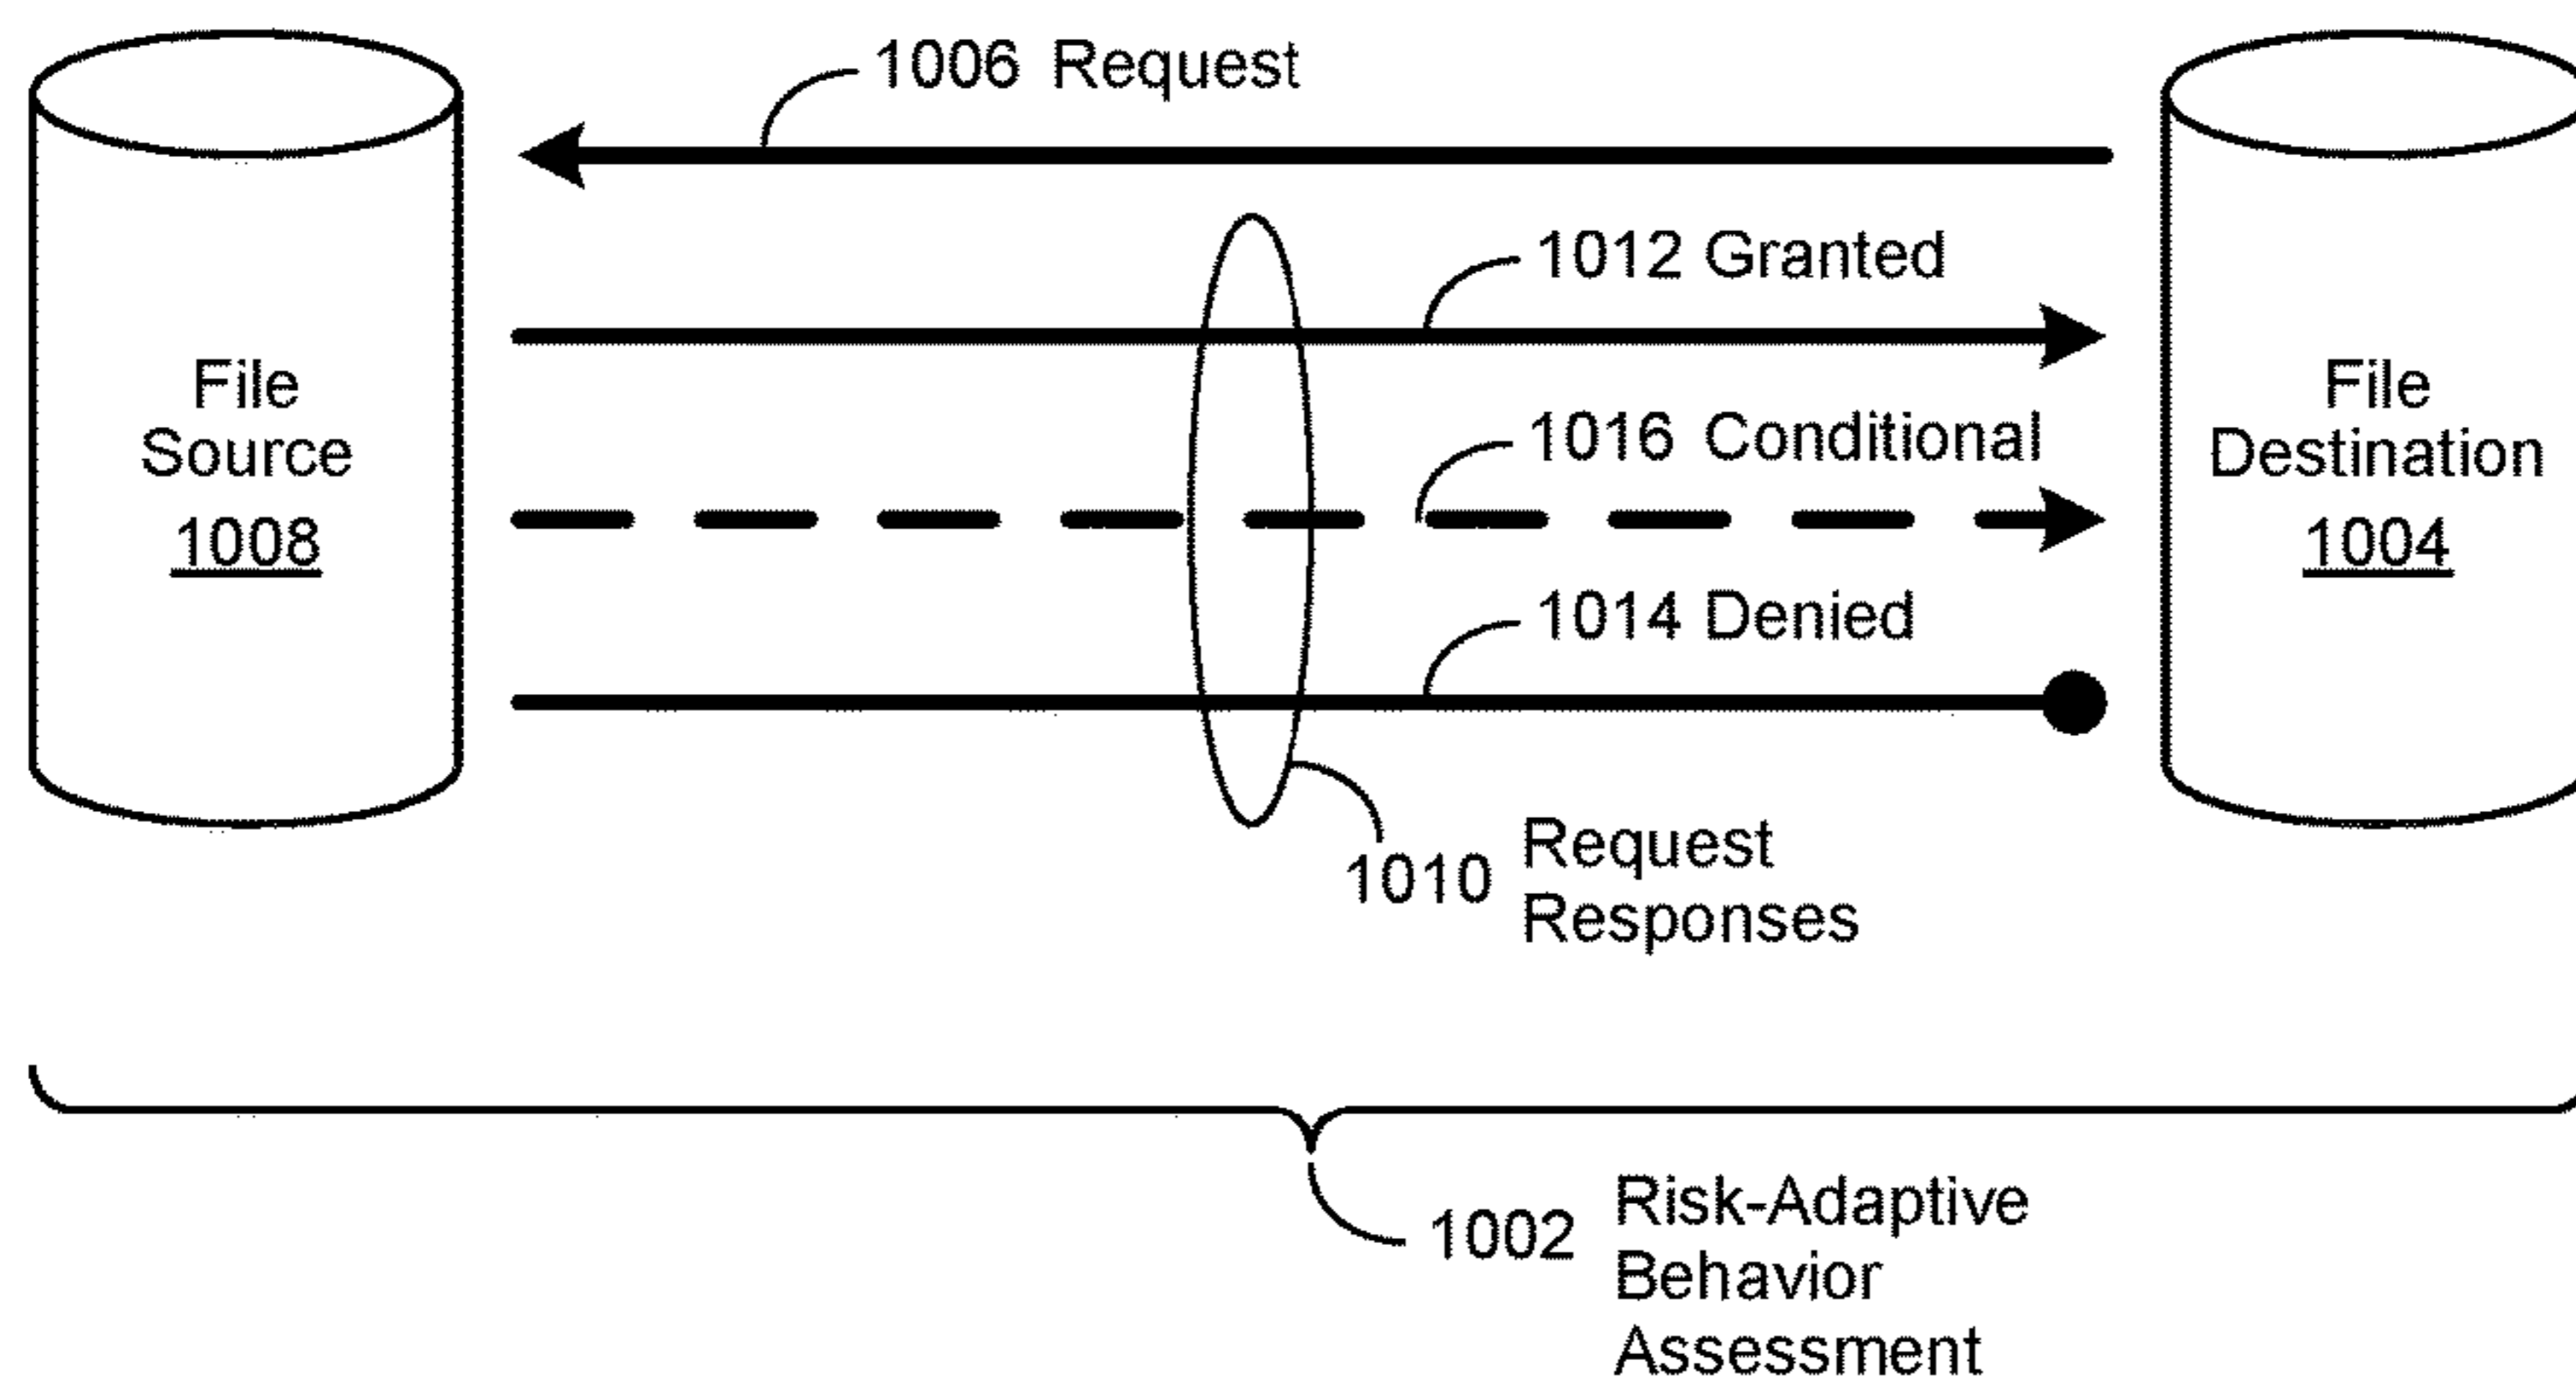 1006 Request
1012 Granted
File
Source
1008
1016 Conditional
File
Destination
1004
1014 Denied
1010 Request
Responses
1002 Risk-Adaptive
Behavior
Assessment